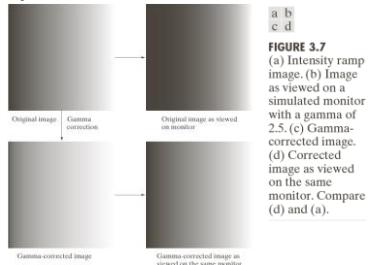 a b
c d
FIGURE 3.7
(a) Intensity ramp
image. (b) Image
as viewed on a
simulated monitor
with a gamma of
2.5. (c) Gamma-
corrected image.
(d) Corrected
image as viewed
on the same
monitor. Compare
(d) and (a).
Original image
Gamma
correction
Original image as viewed
on monitor
Gamma-corrected image
Gamma-corrected image as
viewed on the same monitor